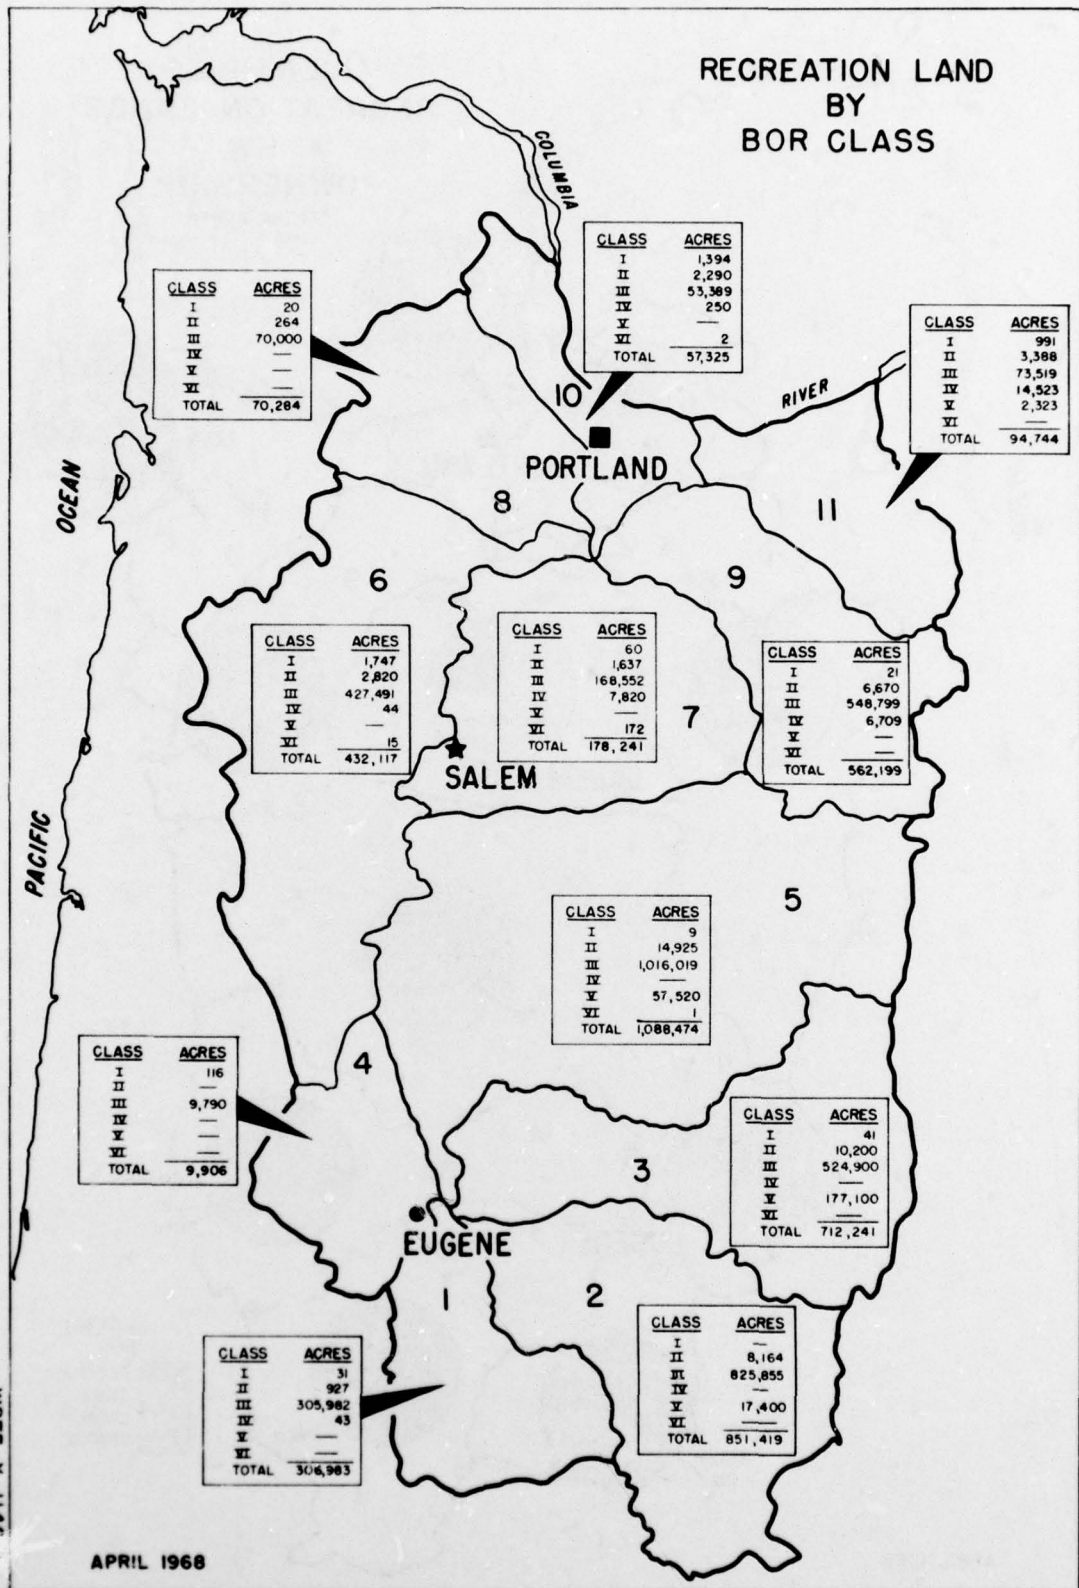 RECREATION LAND
BY
BOR CLASS
COLUMBIA
RIVER
PACIFIC
OCEAN
CLASS ACRES
I 20
II 264
III 70,000
IV —
V —
VI —
TOTAL 70,284
CLASS ACRES
I 1,394
II 2,290
III 53,389
IV 250
V —
VI 2
TOTAL 57,325
CLASS ACRES
I 991
II 3,388
III 73,519
IV 14,523
V 2,323
VI —
TOTAL 94,744
10
PORTLAND
8
11
6
9
CLASS ACRES
I 1,747
II 2,820
III 427,491
IV 44
V —
VI 15
TOTAL 432,117
CLASS ACRES
I 60
II 1,637
III 168,552
IV 7,820
V —
VI 172
TOTAL 178,241
7
CLASS ACRES
I 21
II 6,670
III 548,799
IV 6,709
V —
VI —
TOTAL 562,199
SALEM
5
CLASS ACRES
I 9
II 14,925
III 1,016,019
IV —
V 57,520
VI 1
TOTAL 1,088,474
4
CLASS ACRES
I 116
II —
III 9,790
IV —
V —
VI —
TOTAL 9,906
3
CLASS ACRES
I 41
II 10,200
III 524,900
IV —
V 177,100
VI —
TOTAL 712,241
EUGENE
1
2
CLASS ACRES
I —
II 8,164
III 825,855
IV —
V 17,400
VI —
TOTAL 851,419
CLASS ACRES
I 31
II 927
III 305,982
IV 43
V —
VI —
TOTAL 306,983
APRIL 1968